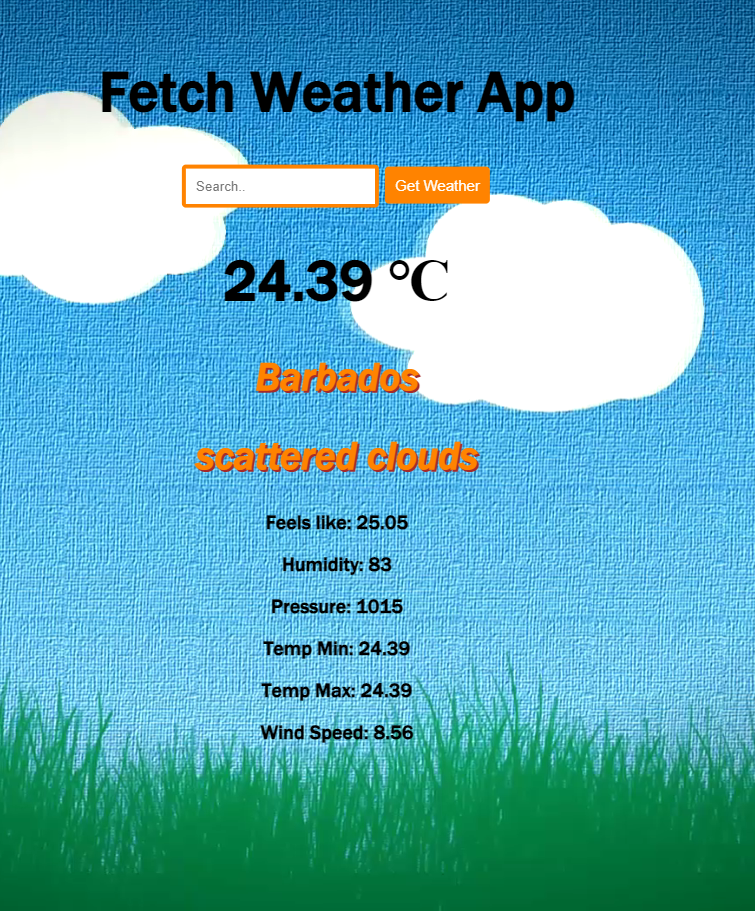 Fetch Weather App
Search..
Get Weather
24.39 °C
Barbados
scattered clouds
Feels like: 25.05
Humidity: 83
Pressure: 1015
Temp Min: 24.39
Temp Max: 24.39
Wind Speed: 8.56